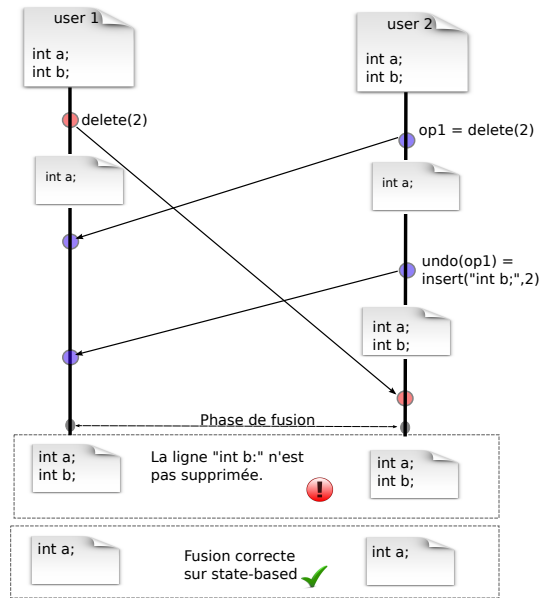 user 1
int a;
int b;
user 2
int a;
int b;
delete(2)
op1 = delete(2)
int a;
int a;
undo(op1) =
insert("int b;",2)
int a;
int b;
Phase de fusion
int a;
int b;
La ligne "int b:" n'est
pas supprimée.
int a;
int b;
int a;
Fusion correcte
sur state-based
int a;